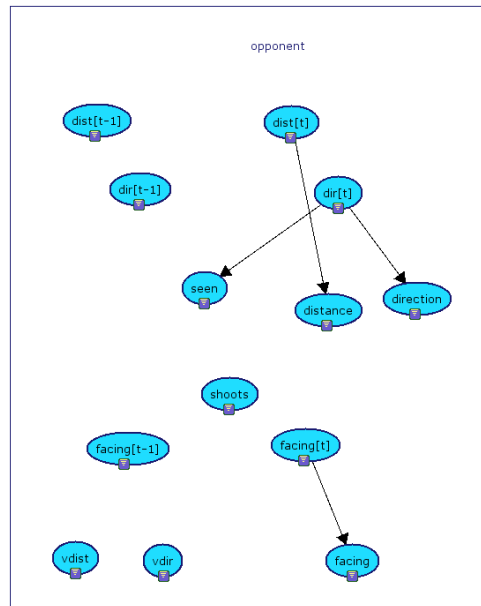 opponent
dist[t-1]
dist[t]
dir[t-1]
dir[t]
seen
distance
direction
shoots
facing[t-1]
facing[t]
vdist
vdir
facing